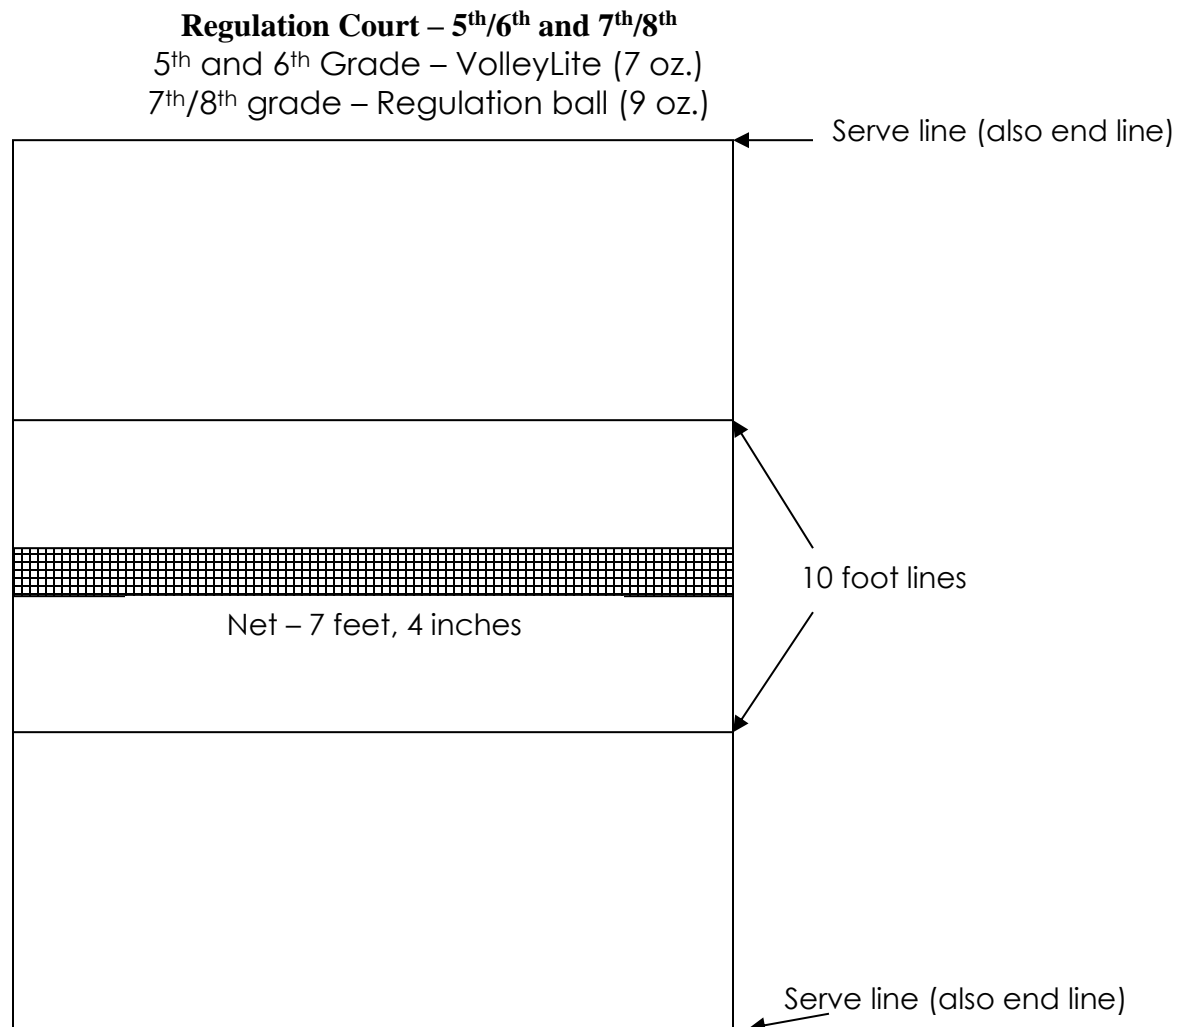 Regulation Court – 5th/6th and 7th/8th
5th and 6th Grade – VolleyLite (7 oz.)
7th/8th grade – Regulation ball (9 oz.)
Serve line (also end line)
10 foot lines
Net – 7 feet, 4 inches
Serve line (also end line)